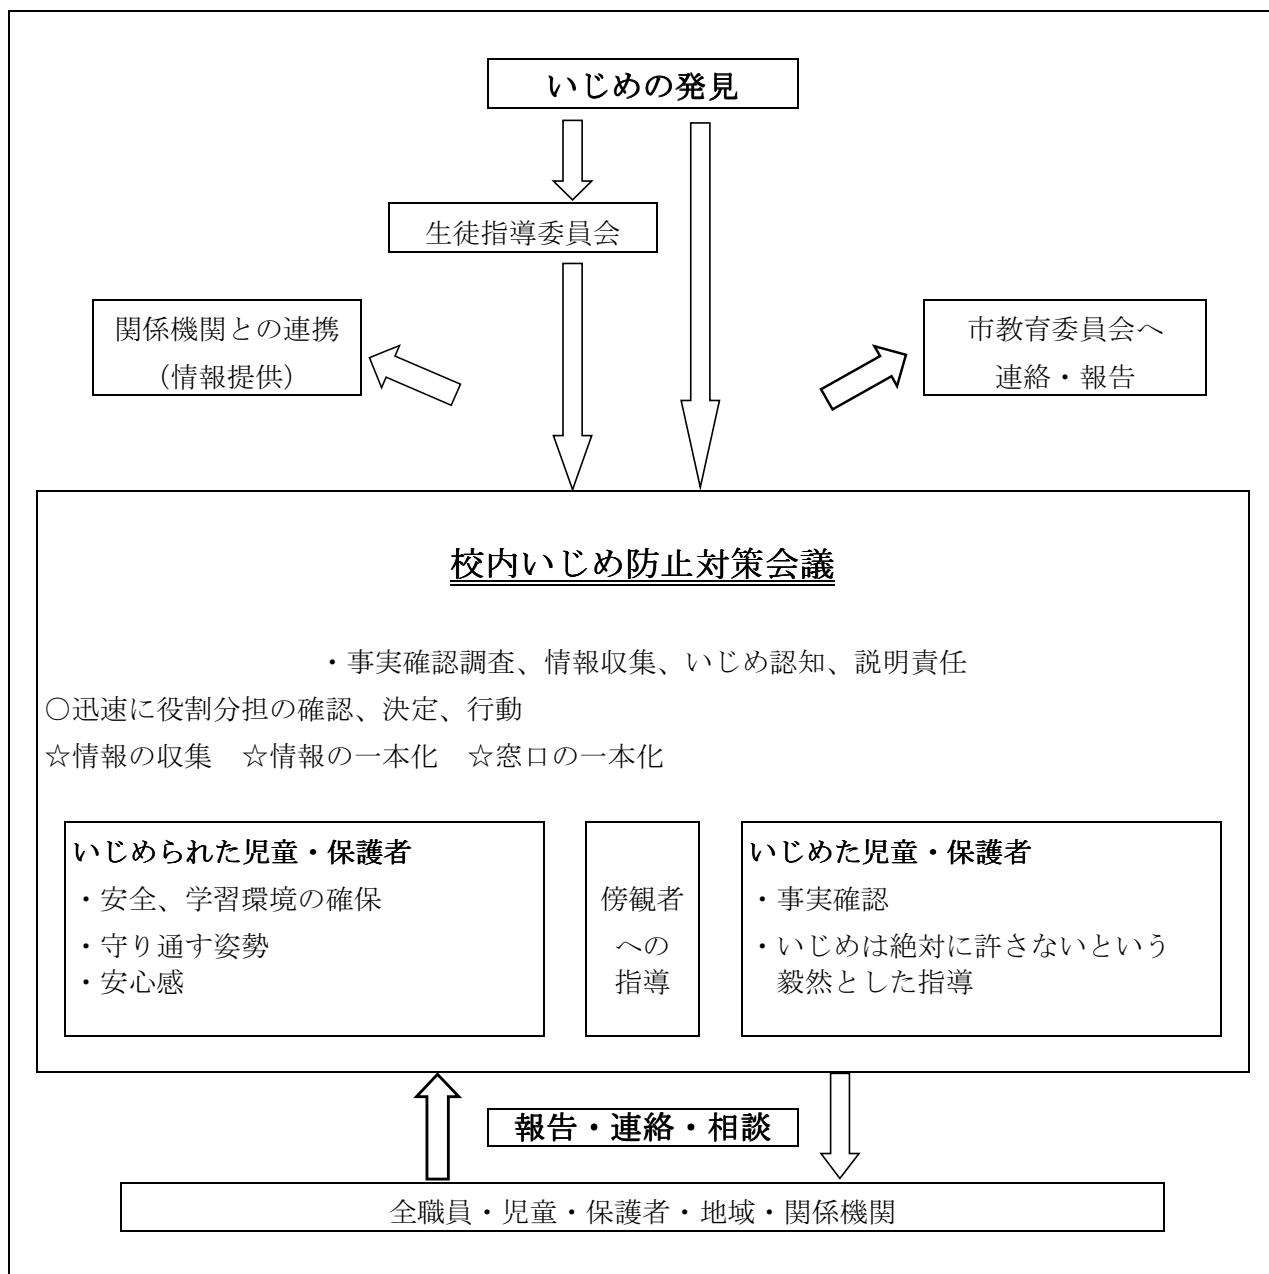 いじめの発見
生徒指導委員会
関係機関との連携
（情報提供）
市教育委員会へ
連絡・報告
校内いじめ防止対策会議
・事実確認調査、情報収集、いじめ認知、説明責任
○迅速に役割分担の確認、決定、行動
☆情報の収集　☆情報の一本化　☆窓口の一本化
いじめられた児童・保護者
・安全、学習環境の確保
・守り通す姿勢
・安心感
傍観者
への
指導
いじめた児童・保護者
・事実確認
・いじめは絶対に許さないという
毅然とした指導
報告・連絡・相談
全職員・児童・保護者・地域・関係機関